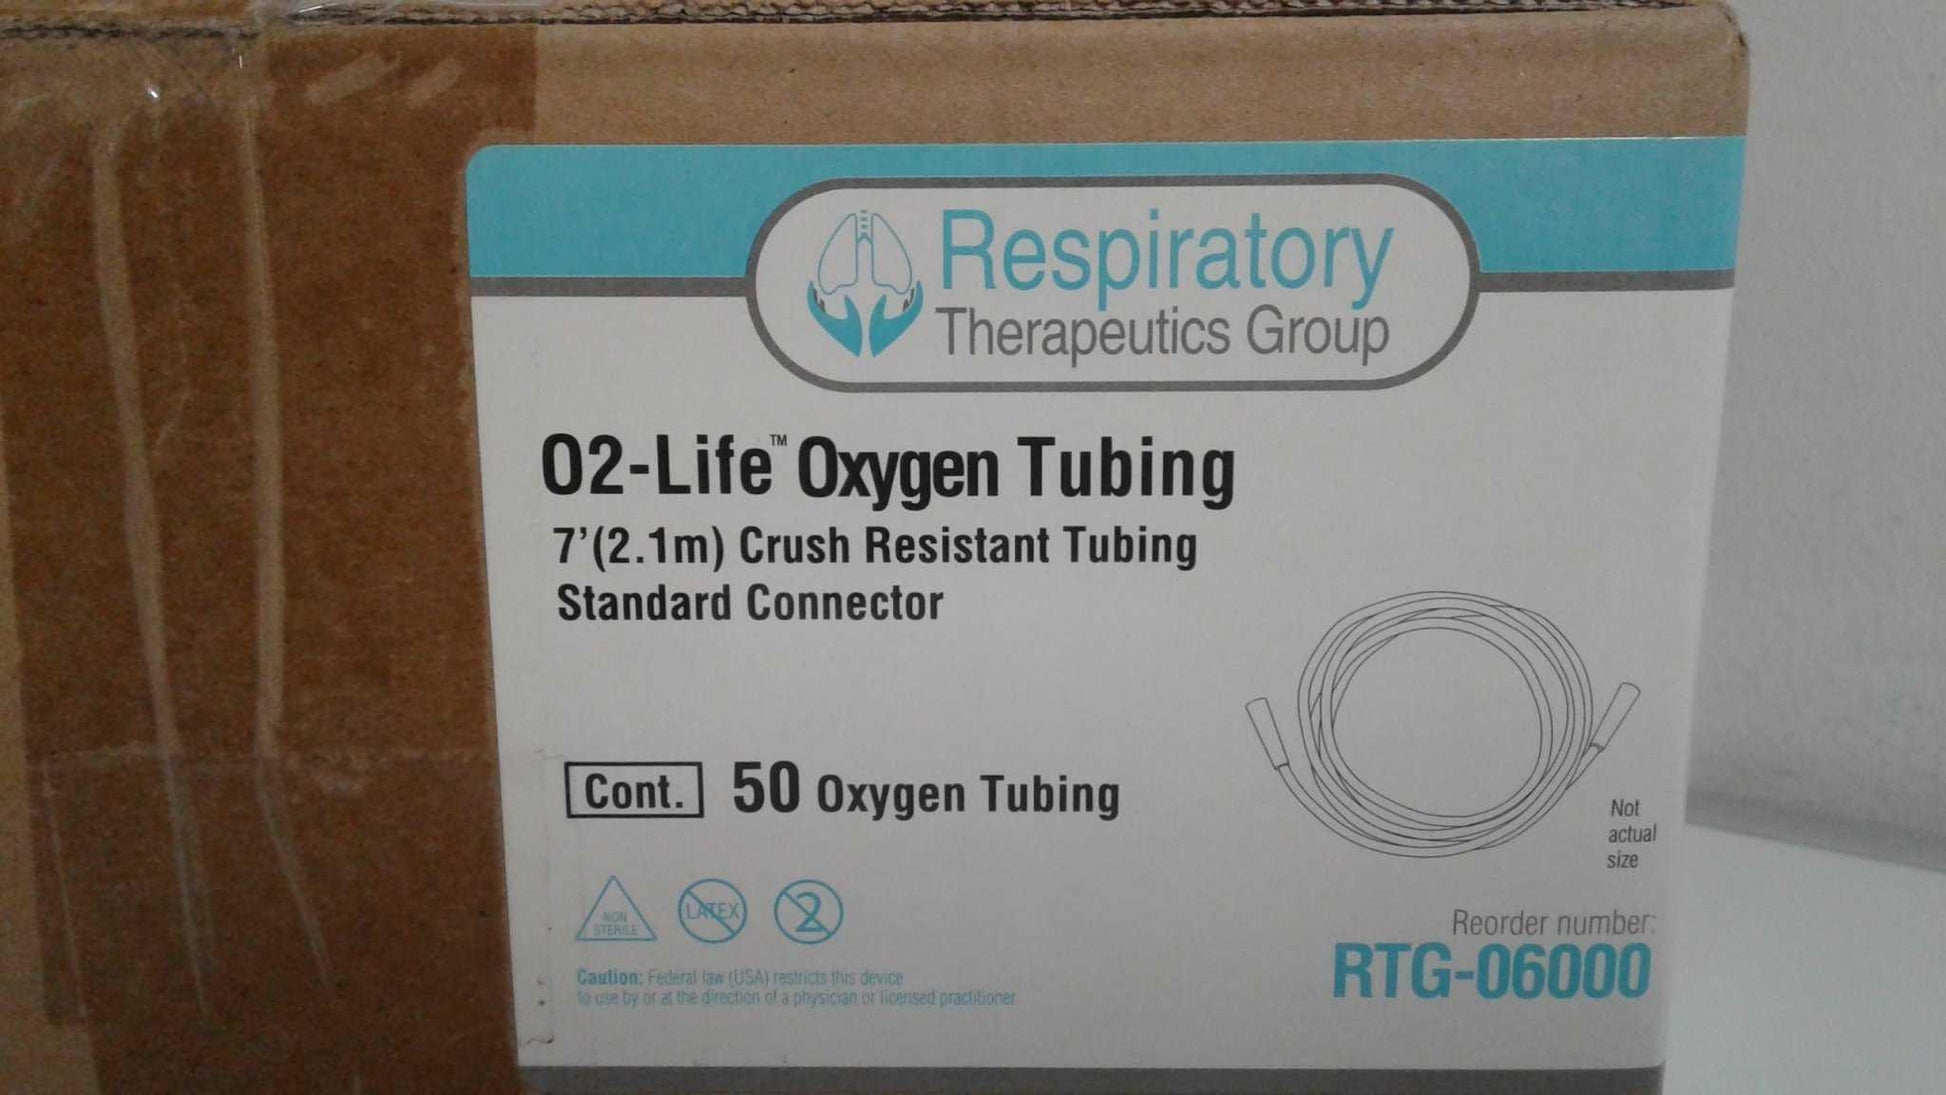 Respiratory
Therapeutics Group
O2-Life™ Oxygen Tubing
7’(2.1m) Crush Resistant Tubing
Standard Connector
Cont. 50 Oxygen Tubing
Not
actual
size
NON
STERILE
LATEX
2
Reorder number:
RTG-06000
Caution: Federal law (USA) restricts this device
to use by or at the direction of a physician or licensed practitioner